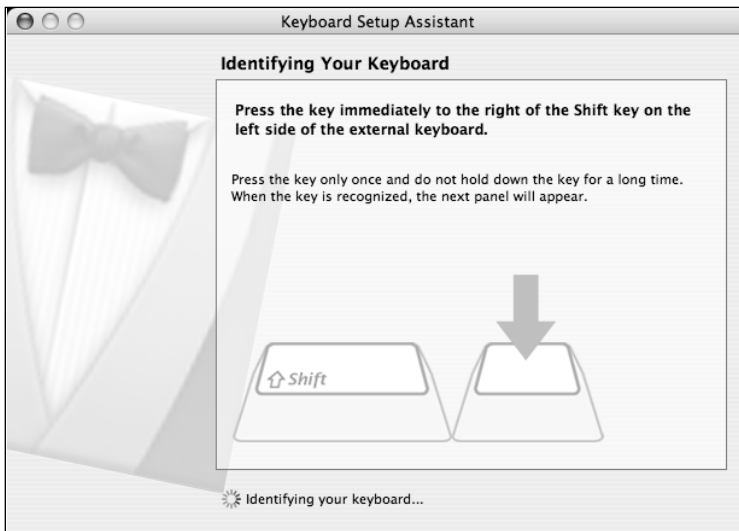 Keyboard Setup Assistant
Identifying Your Keyboard
Press the key immediately to the right of the Shift key on the
left side of the external keyboard.
Press the key only once and do not hold down the key for a long time.
When the key is recognized, the next panel will appear.
Shift
Identifying your keyboard...